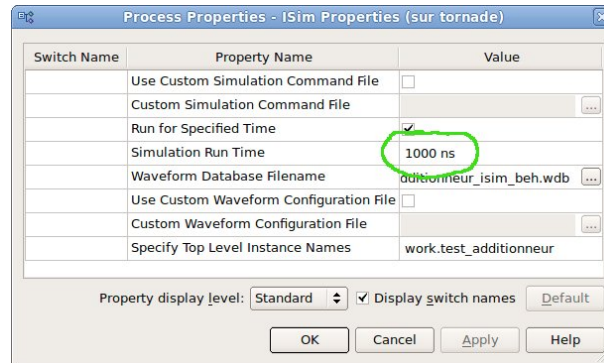 Process Properties - ISim Properties (sur tornade)
Switch Name Property Name Value
Use Custom Simulation Command File
Custom Simulation Command File ...
Run for Specified Time
Simulation Run Time 1000 ns
Waveform Database Filename dditionneur_isim_beh.wdb ...
Use Custom Waveform Configuration File
Custom Waveform Configuration File ...
Specify Top Level Instance Names work.test_additionneur
Property display level: Standard Display switch names Default
OK Cancel Apply Help